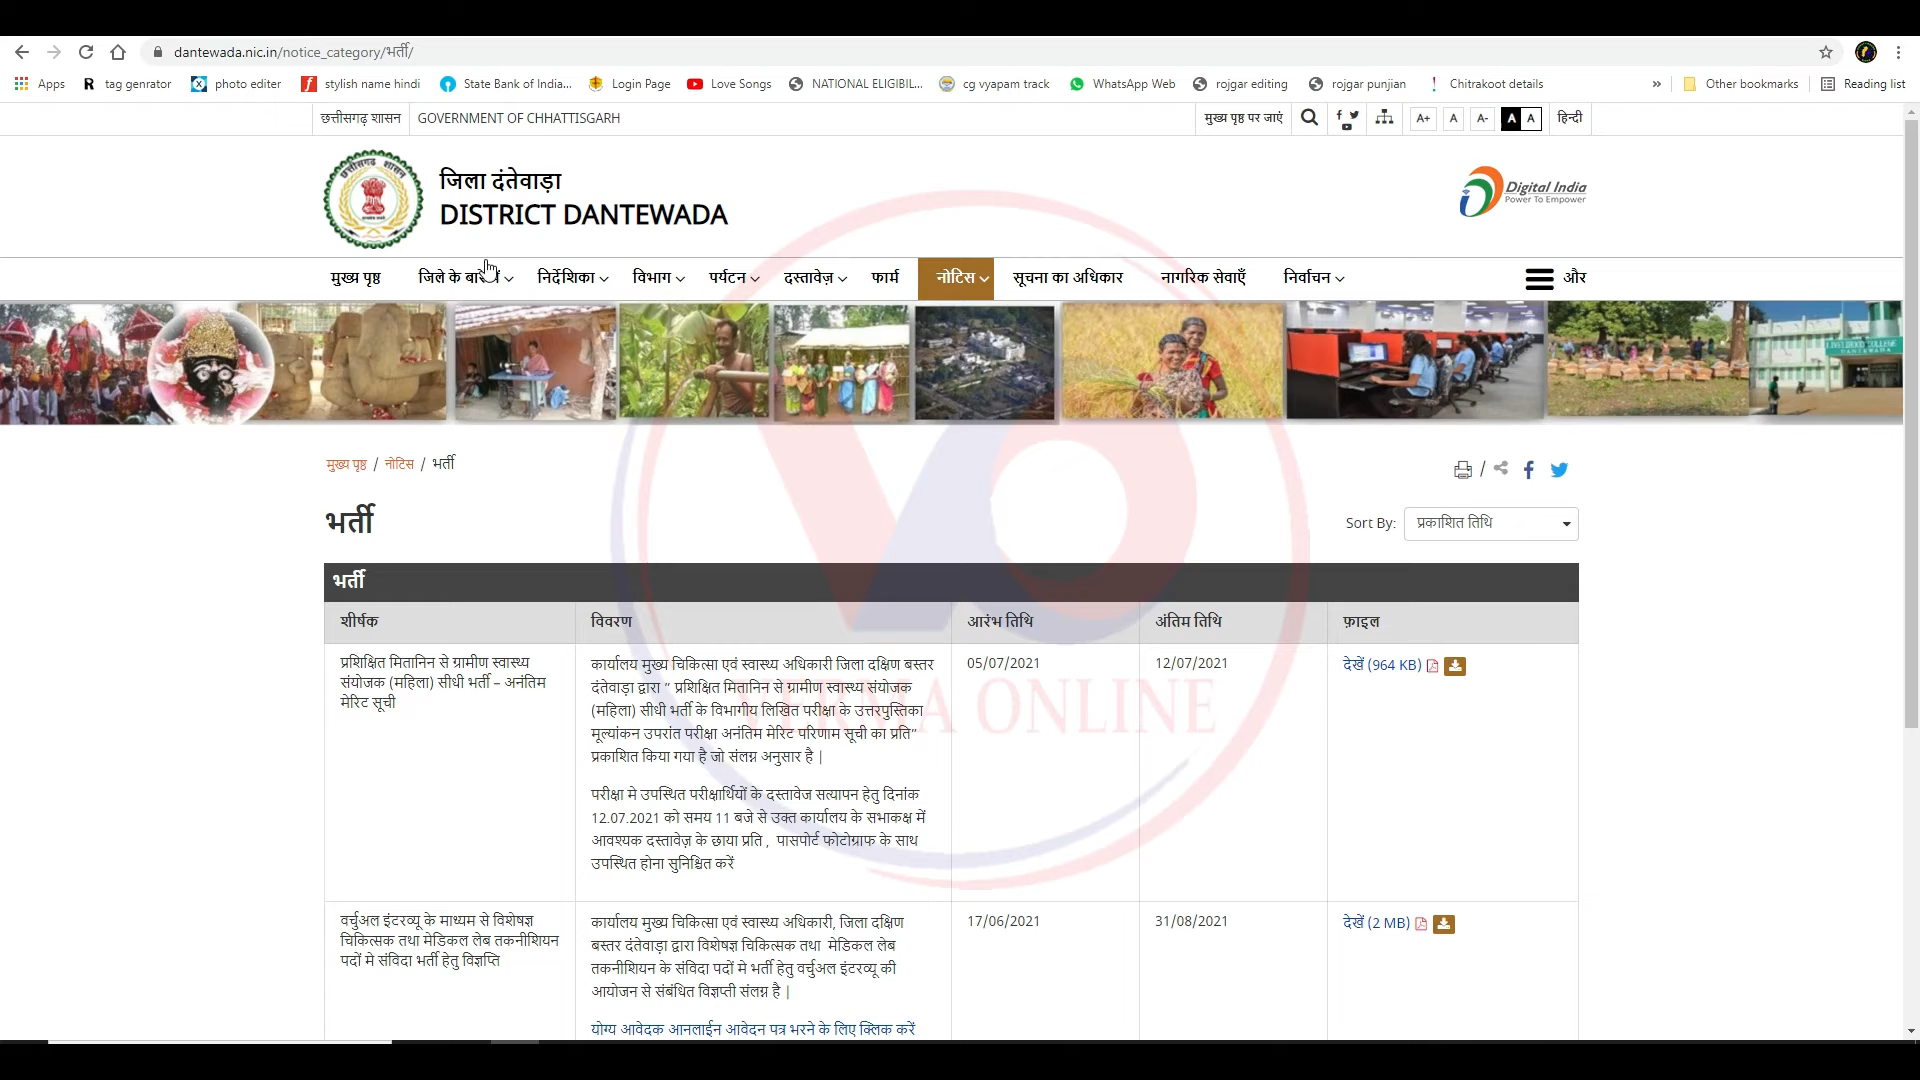 dantewada.nic.in/notice_category/भर्ती/
Apps
tag genrator
photo editer
stylish name hindi
State Bank of India...
Login Page
Love Songs
NATIONAL ELIGIBIL...
cg vyapam track
WhatsApp Web
rojgar editing
rojgar punjian
Chitrakoot details
»
Other bookmarks
Reading list
छत्तीसगढ़ शासन
GOVERNMENT OF CHHATTISGARH
मुख्य पृष्ठ पर जाएं
A+
A
A-
A A
हिन्दी
छत्तीसगढ़ शासन
जिला दंतेवाड़ा
DISTRICT DANTEWADA
Digital India
Power To Empower
मुख्य पृष्ठ
जिले के बारे में
निर्देशिका
विभाग
पर्यटन
दस्तावेज़
फार्म
नोटिस
सूचना का अधिकार
नागरिक सेवाएँ
निर्वाचन
और
मुख्य पृष्ठ / नोटिस / भर्ती
भर्ती
Sort By: प्रकाशित तिथि
भर्ती
शीर्षक
विवरण
आरंभ तिथि
अंतिम तिथि
फ़ाइल
प्रशिक्षित मितानिन से ग्रामीण स्वास्थ्य
संयोजक (महिला) सीधी भर्ती – अनंतिम
मेरिट सूची
कार्यालय मुख्य चिकित्सा एवं स्वास्थ्य अधिकारी जिला दक्षिण बस्तर
दंतेवाड़ा द्वारा “ प्रशिक्षित मितानिन से ग्रामीण स्वास्थ्य संयोजक
(महिला) सीधी भर्ती के विभागीय लिखित परीक्षा के उत्तरपुस्तिका
मूल्यांकन उपरांत परीक्षा अनंतिम मेरिट परिणाम सूची का प्रति”
प्रकाशित किया गया है जो संलग्न अनुसार है |
परीक्षा मे उपस्थित परीक्षार्थियों के दस्तावेज सत्यापन हेतु दिनांक
12.07.2021 को समय 11 बजे से उक्त कार्यालय के सभाकक्ष में
आवश्यक दस्तावेज़ के छाया प्रति , पासपोर्ट फोटोग्राफ के साथ
उपस्थित होना सुनिश्चित करें
05/07/2021
12/07/2021
देखें (964 KB)
VERMA ONLINE
वर्चुअल इंटरव्यू के माध्यम से विशेषज्ञ
चिकित्सक तथा मेडिकल लेब तकनीशियन
पदों मे संविदा भर्ती हेतु विज्ञप्ति
कार्यालय मुख्य चिकित्सा एवं स्वास्थ्य अधिकारी, जिला दक्षिण
बस्तर दंतेवाड़ा द्वारा विशेषज्ञ चिकित्सक तथा मेडिकल लेब
तकनीशियन के संविदा पदों मे भर्ती हेतु वर्चुअल इंटरव्यू की
आयोजन से संबंधित विज्ञप्ती संलग्न है |
योग्य आवेदक आनलाईन आवेदन पत्र भरने के लिए क्लिक करें
17/06/2021
31/08/2021
देखें (2 MB)